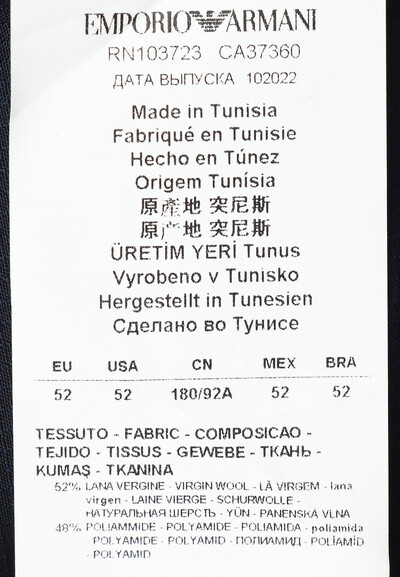 EMPORIO ARMANI
RN103723 CA37360
ДАТА ВЫПУСКА 102022
Made in Tunisia
Fabriqué en Tunisie
Hecho en Túnez
Origem Tunísia
原產地 突尼斯
原产地 突尼斯
ÜRETİM YERİ Tunus
Vyrobeno v Tunisko
Hergestellt in Tunesien
Сделано во Тунисе
EU USA CN MEX BRA
52 52 180/92A 52 52
TESSUTO - FABRIC - COMPOSICAO -
TEJIDO - TISSUS - GEWEBE - ТКАНЬ -
KUMAŞ - TKANINA
52% LANA VERGINE - VIRGIN WOOL - LÃ VIRGEM - lana
virgen - LAINE VIERGE - SCHURWOLLE -
НАТУРАЛЬНАЯ ШЕРСТЬ - YÜN - PANENSKÁ VLNA
48% POLIAMMIDE - POLYAMIDE - POLIAMIDA - poliamida
- POLYAMIDE - POLYAMID - ПОЛИАМИД - POLİAMİD
- POLYAMID